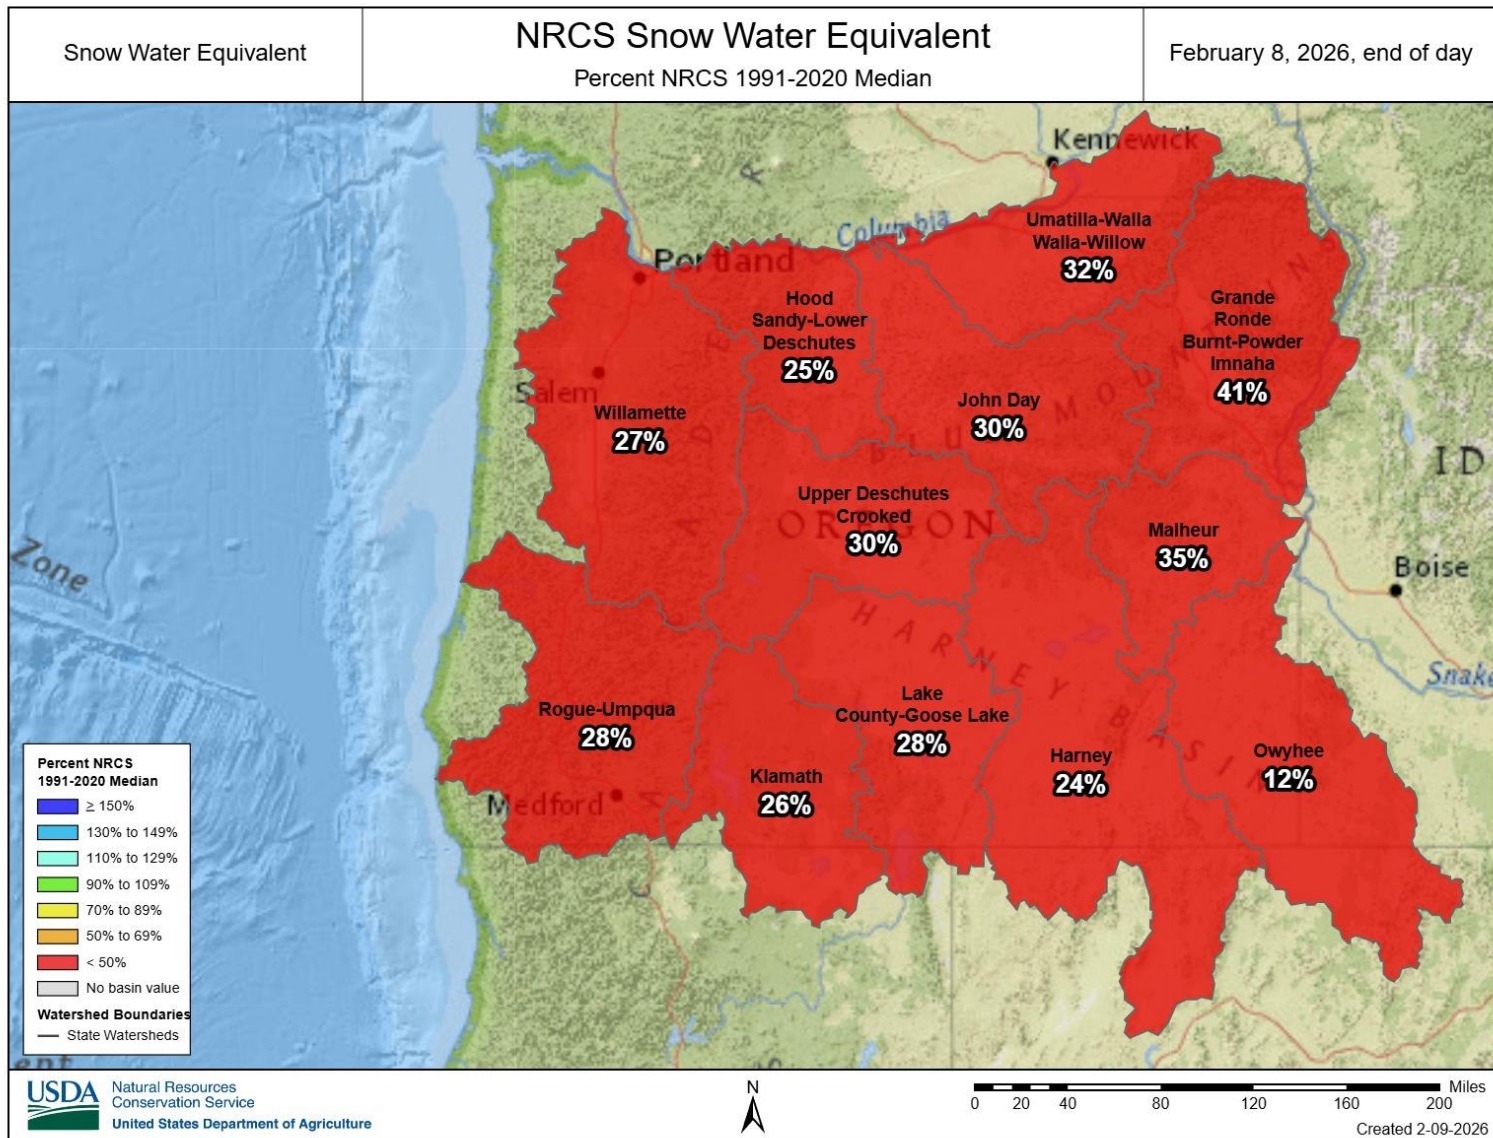 Snow Water Equivalent
NRCS Snow Water Equivalent
Percent NRCS 1991-2020 Median
February 8, 2026, end of day
Kennewick
Columbia
Portland
Umatilla-Walla
Walla-Willow
32%
Hood
Sandy-Lower
Deschutes
25%
Grande
Ronde
Burnt-Powder
Imnaha
41%
Salem
Willamette
27%
John Day
30%
BLUE MOUNTAINS
ID
Upper Deschutes
Crooked
30%
OREGON
Malheur
35%
Boise
Zone
HARNEY BASIN
Snake
Rogue-Umpqua
28%
Lake
County-Goose Lake
28%
Klamath
26%
Harney
24%
Owyhee
12%
Medford
Percent NRCS
1991-2020 Median
≥ 150%
130% to 149%
110% to 129%
90% to 109%
70% to 89%
50% to 69%
< 50%
No basin value
Watershed Boundaries
State Watersheds
USDA
Natural Resources
Conservation Service
United States Department of Agriculture
N
Miles
0 20 40 80 120 160 200
Created 2-09-2026